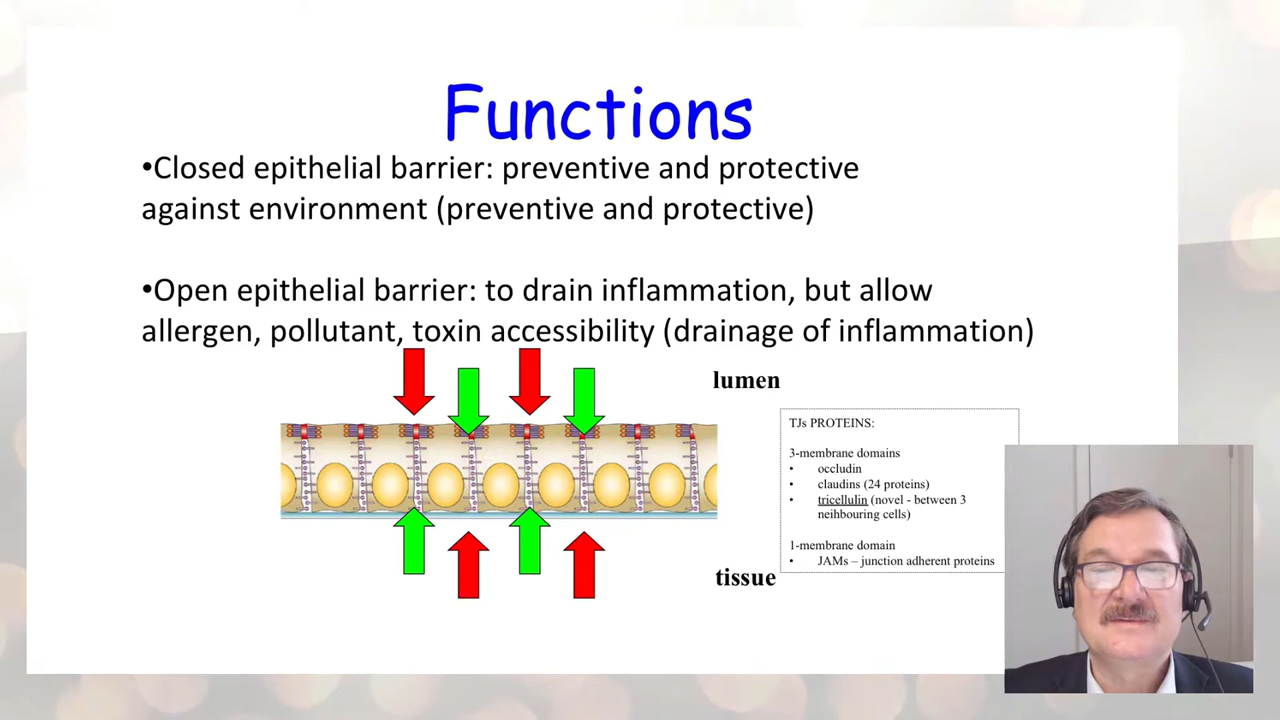 Functions
•Closed epithelial barrier: preventive and protective
against environment (preventive and protective)
•Open epithelial barrier: to drain inflammation, but allow
allergen, pollutant, toxin accessibility (drainage of inflammation)
lumen
TJs PROTEINS:
3-membrane domains
• occludin
• claudins (24 proteins)
• tricellulin (novel - between 3
neihbouring cells)
1-membrane domain
• JAMs – junction adherent proteins
tissue